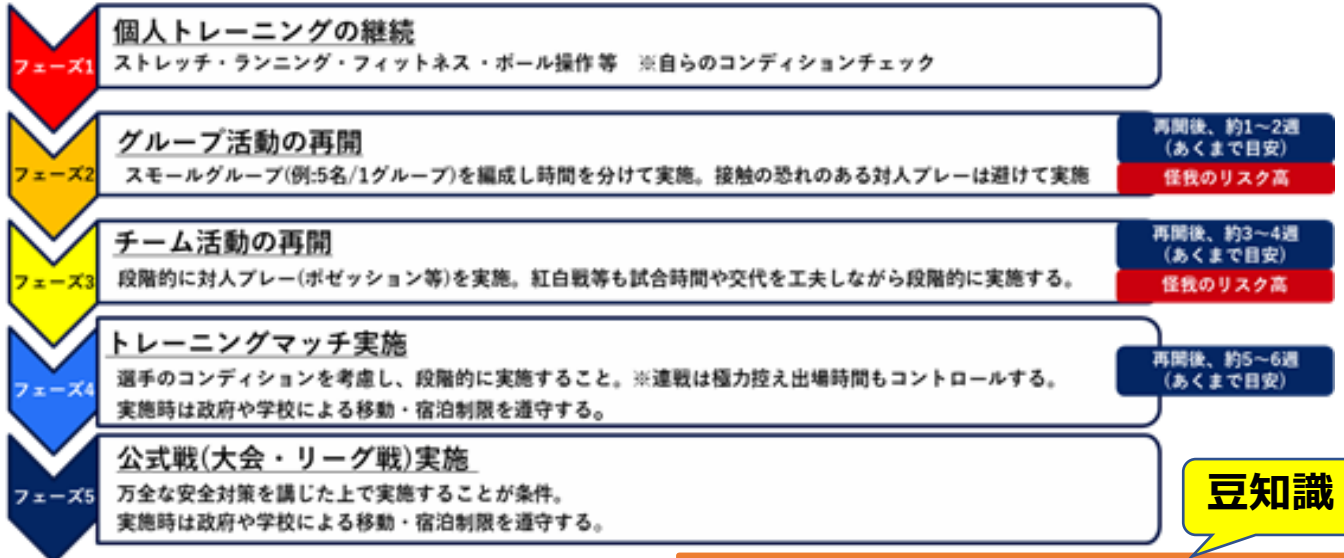 フェーズ1
個人トレーニングの継続
ストレッチ・ランニング・フィットネス・ボール操作等　※自らのコンディションチェック
フェーズ2
グループ活動の再開
スモールグループ(例:5名/1グループ)を編成し時間を分けて実施。接触の恐れのある対人プレーは避けて実施
再開後、約1～2週
(あくまで目安)
怪我のリスク高
フェーズ3
チーム活動の再開
段階的に対人プレー(ポゼッション等)を実施。紅白戦等も試合時間や交代を工夫しながら段階的に実施する。
再開後、約3～4週
(あくまで目安)
怪我のリスク高
フェーズ4
トレーニングマッチ実施
選手のコンディションを考慮し、段階的に実施すること。※連戦は極力控え出場時間もコントロールする。
実施時は政府や学校による移動・宿泊制限を遵守する。
再開後、約5～6週
(あくまで目安)
フェーズ5
公式戦(大会・リーグ戦)実施
万全な安全対策を講じた上で実施することが条件。
実施時は政府や学校による移動・宿泊制限を遵守する。
豆知識